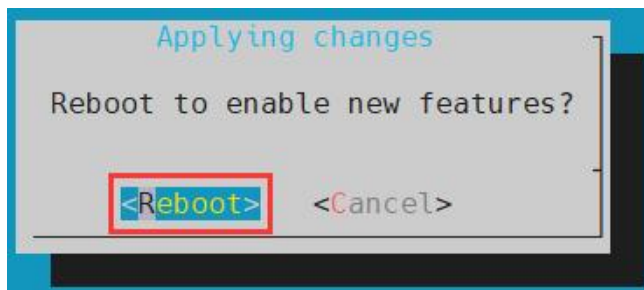 Applying changes
Reboot to enable new features?
<Reboot> <Cancel>